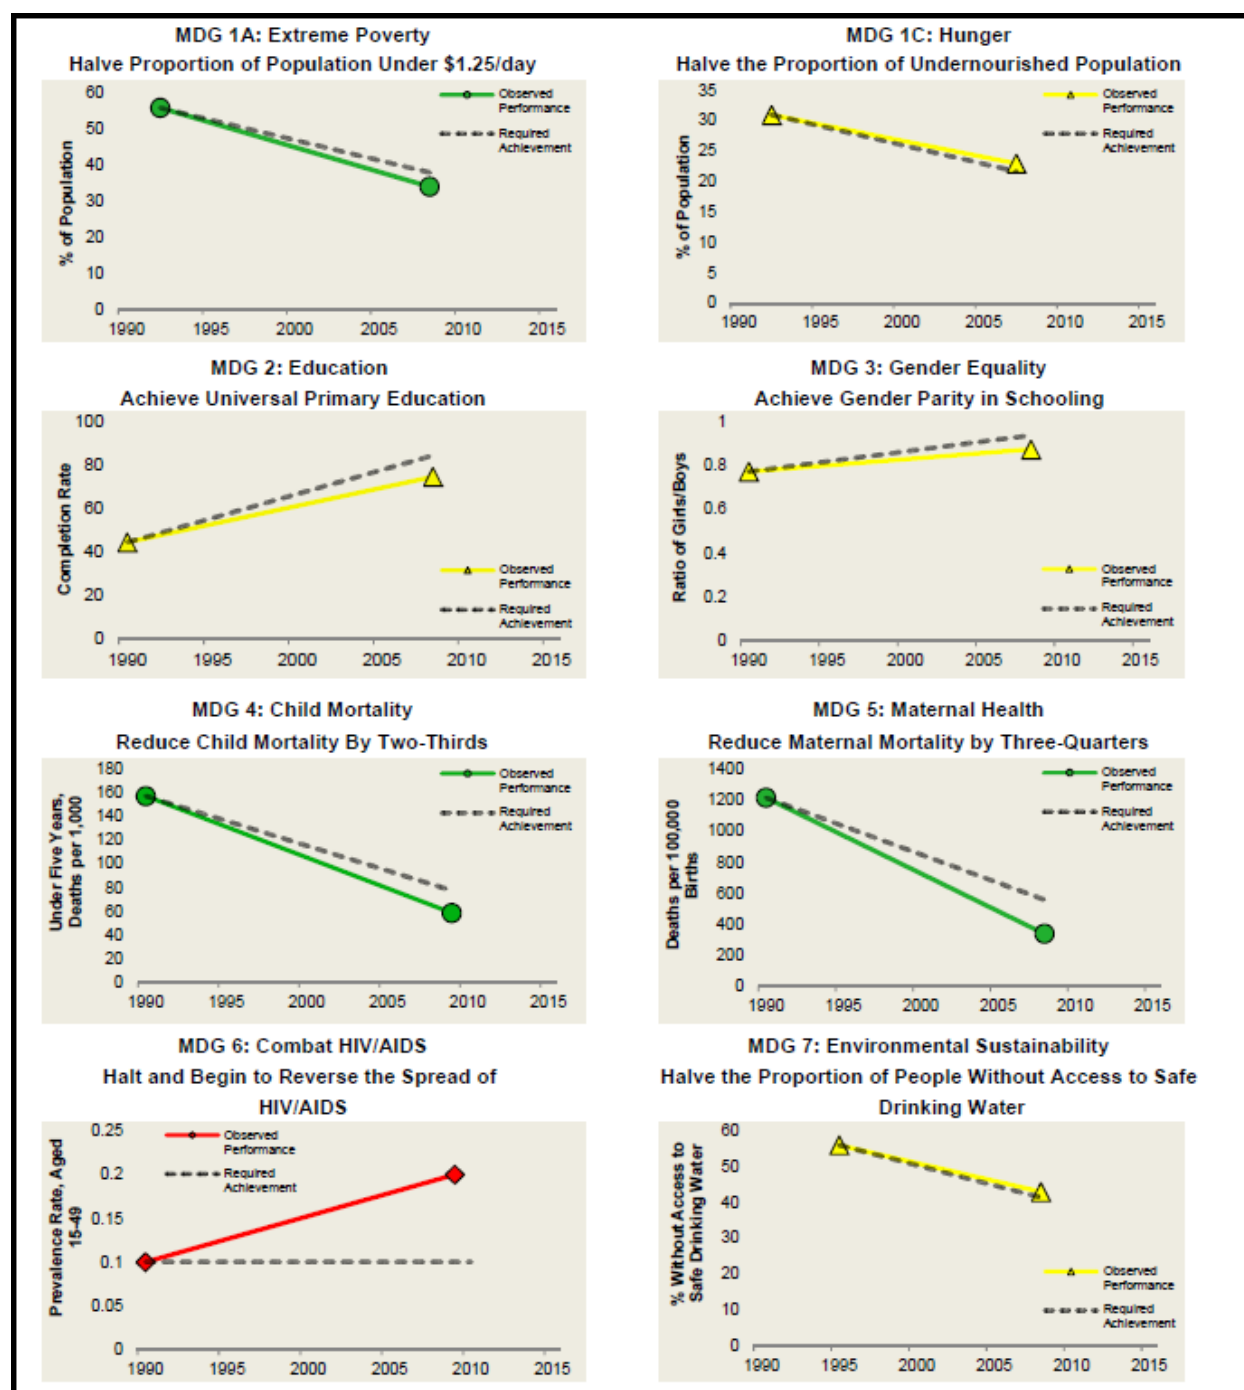 MDG 1A: Extreme Poverty
Halve Proportion of Population Under $1.25/day
60
50
40
30
20
10
0
% of Population
1990 1995 2000 2005 2010 2015
Observed
Performance
Required
Achievement
MDG 1C: Hunger
Halve the Proportion of Undernourished Population
35
30
25
20
15
10
5
0
% of Population
1990 1995 2000 2005 2010 2015
Observed
Performance
Required
Achievement
MDG 2: Education
Achieve Universal Primary Education
100
80
60
40
20
0
Completion Rate
1990 1995 2000 2005 2010 2015
Observed
Performance
Required
Achievement
MDG 3: Gender Equality
Achieve Gender Parity in Schooling
1
0.8
0.6
0.4
0.2
0
Ratio of Girls/Boys
1990 1995 2000 2005 2010 2015
Observed
Performance
Required
Achievement
MDG 4: Child Mortality
Reduce Child Mortality By Two-Thirds
180
160
140
120
100
80
60
40
20
0
Under Five Years,
Deaths per 1,000
1990 1995 2000 2005 2010 2015
Observed
Performance
Required
Achievement
MDG 5: Maternal Health
Reduce Maternal Mortality by Three-Quarters
1400
1200
1000
800
600
400
200
0
Deaths per 100,000
Births
1990 1995 2000 2005 2010 2015
Observed
Performance
Required
Achievement
MDG 6: Combat HIV/AIDS
Halt and Begin to Reverse the Spread of
HIV/AIDS
0.25
0.2
0.15
0.1
0.05
0
Prevalence Rate, Aged
15-49
1990 1995 2000 2005 2010 2015
Observed
Performance
Required
Achievement
MDG 7: Environmental Sustainability
Halve the Proportion of People Without Access to Safe
Drinking Water
60
50
40
30
20
10
0
% Without Access to
Safe Drinking Water
1990 1995 2000 2005 2010 2015
Observed
Performance
Required
Achievement